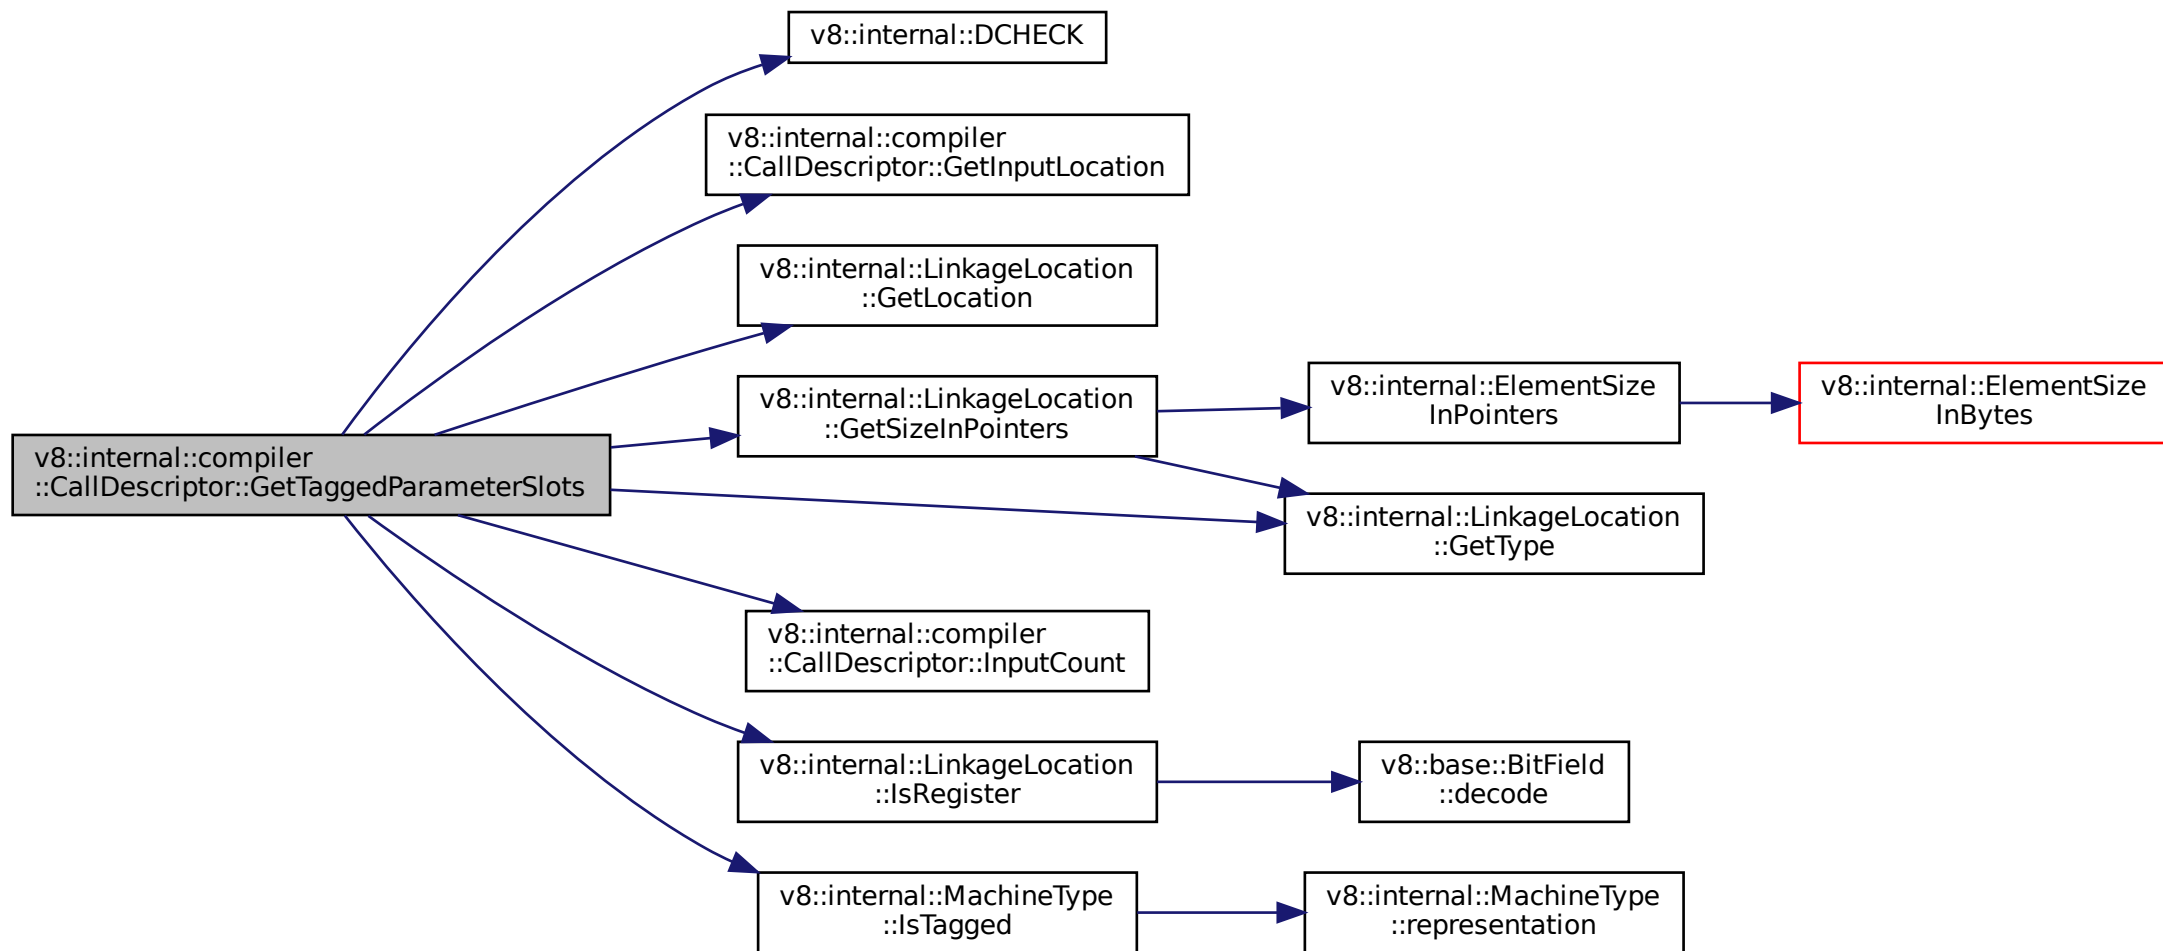 v8::internal::DCHECK
v8::internal::compiler
::CallDescriptor::GetInputLocation
v8::internal::LinkageLocation
::GetLocation
v8::internal::LinkageLocation
::GetSizeInPointers
v8::internal::ElementSize
InPointers
v8::internal::ElementSize
InBytes
v8::internal::compiler
::CallDescriptor::GetTaggedParameterSlots
v8::internal::LinkageLocation
::GetType
v8::internal::compiler
::CallDescriptor::InputCount
v8::internal::LinkageLocation
::IsRegister
v8::base::BitField
::decode
v8::internal::MachineType
::IsTagged
v8::internal::MachineType
::representation